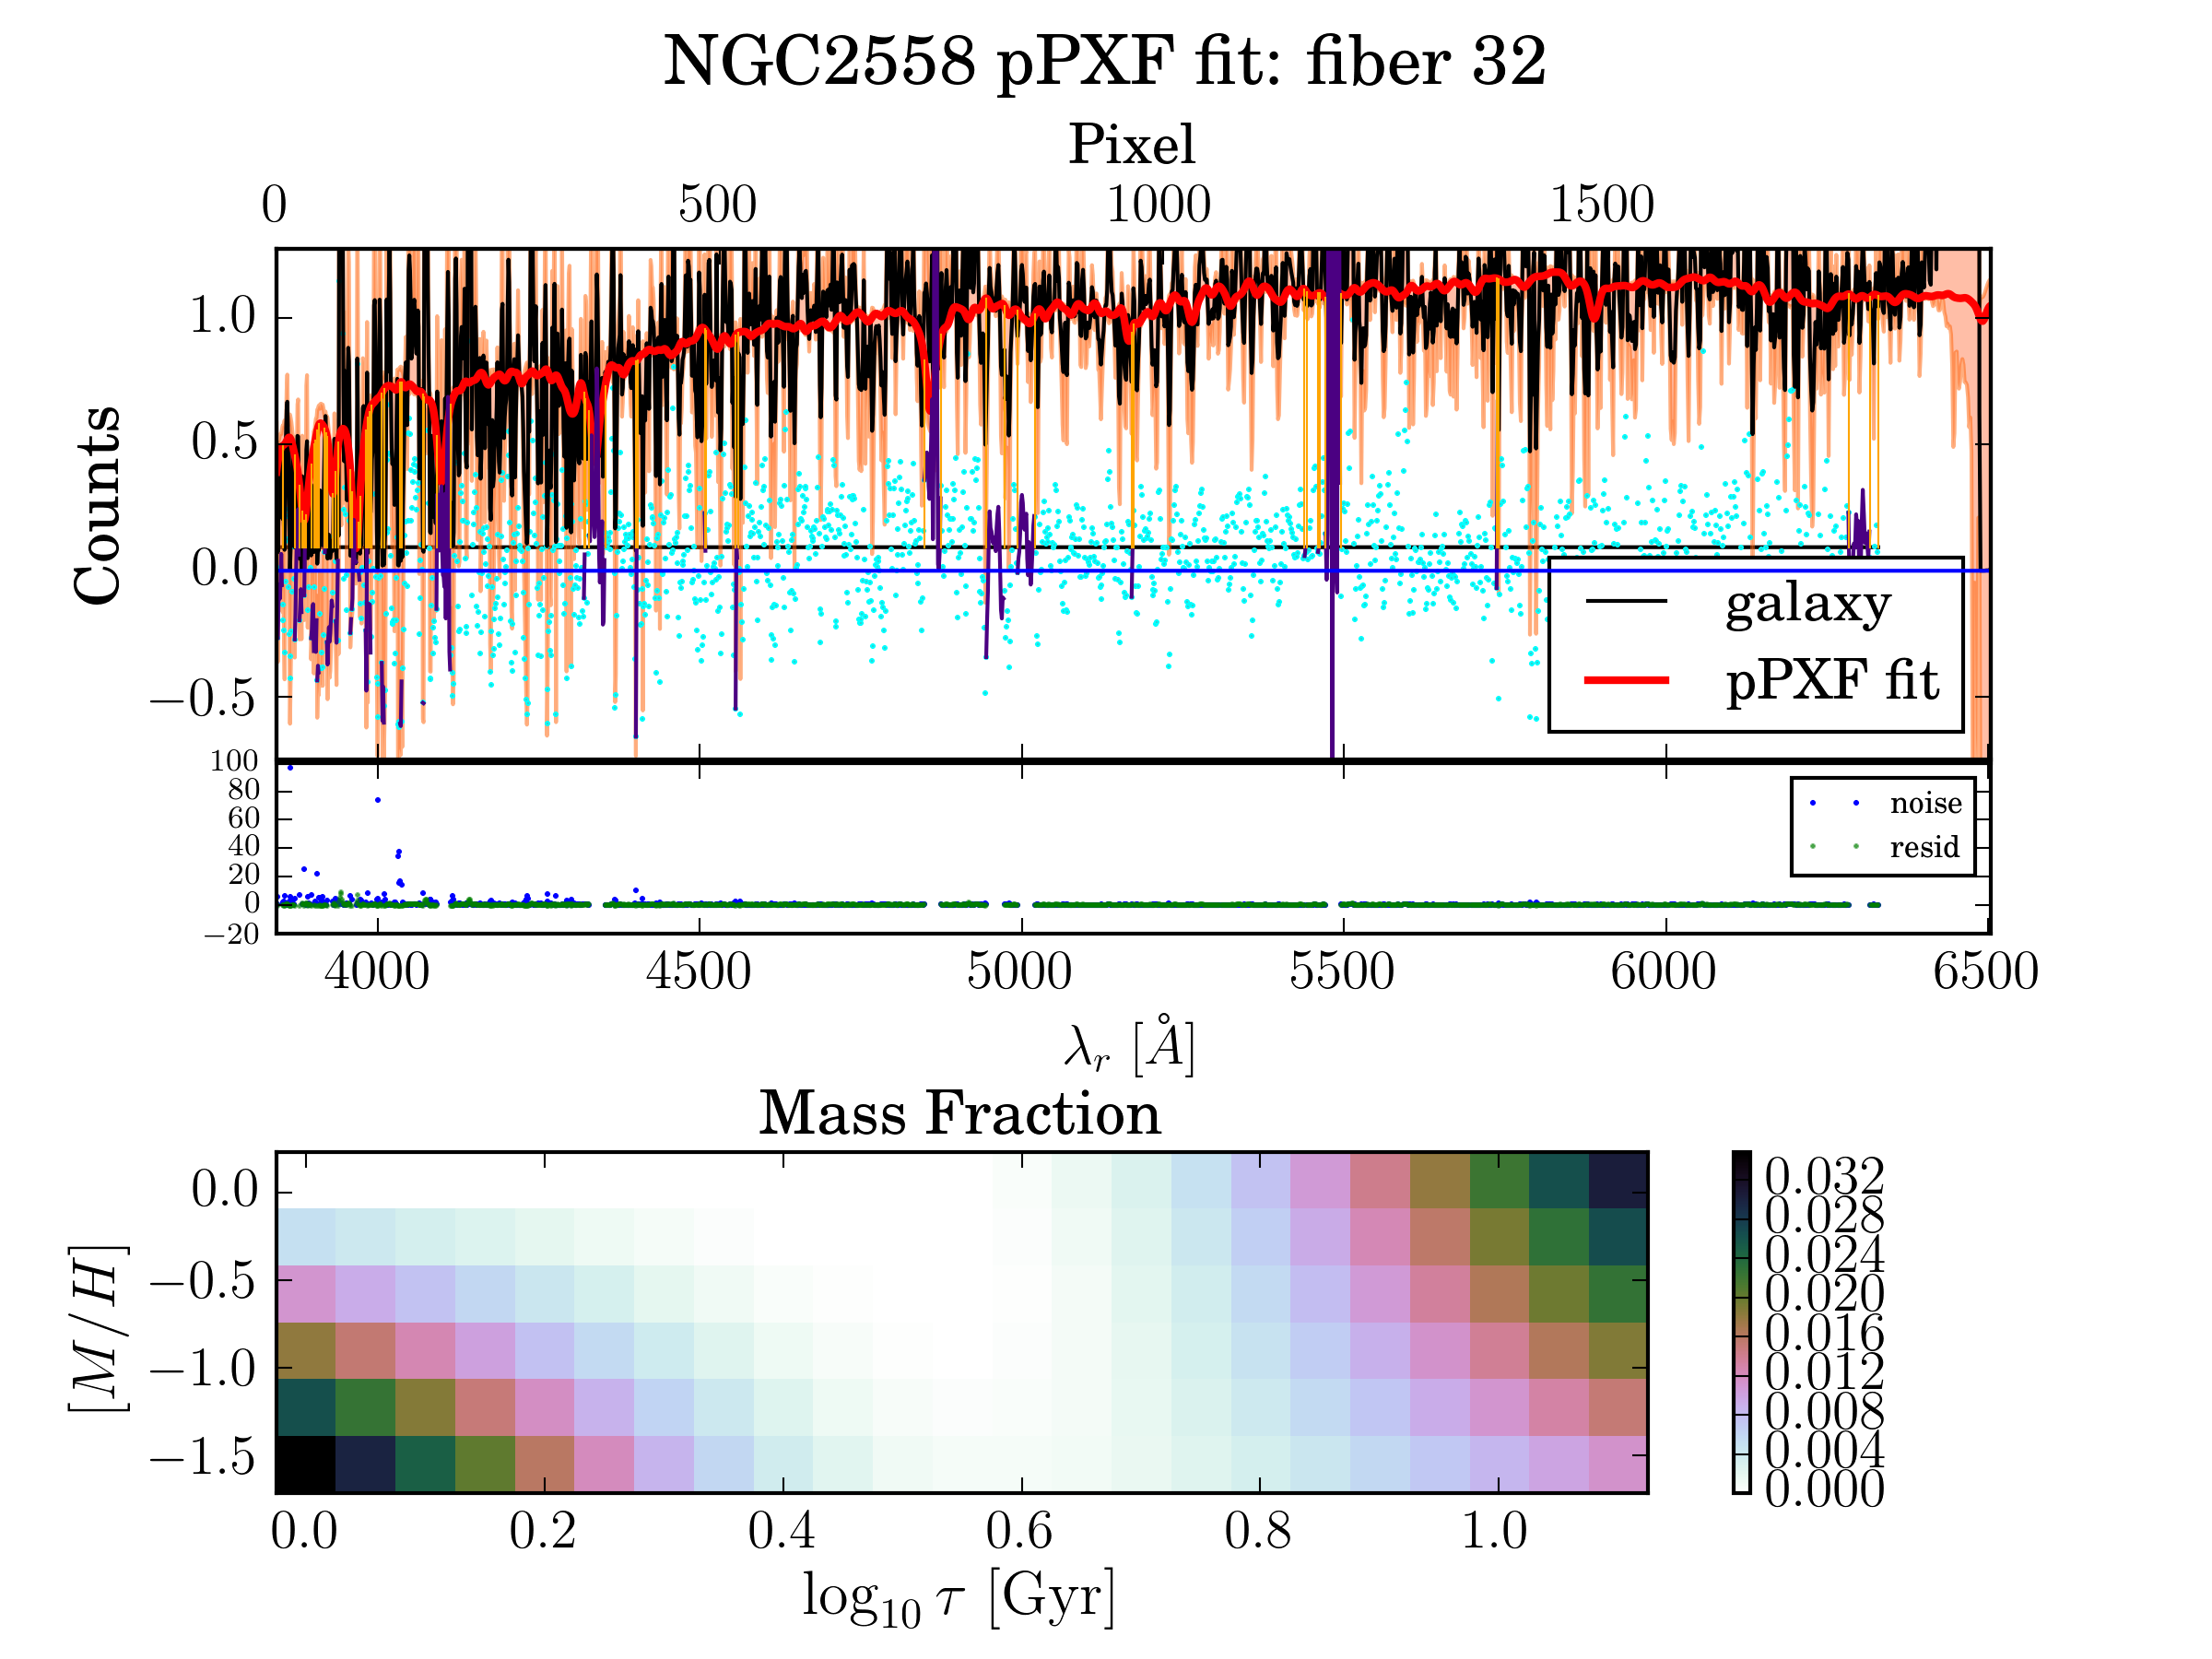 NGC2558 pPXF fit: fiber 32
Pixel
0 500 1000 1500
1.0
0.5
0.0
−0.5
Counts
galaxy
pPXF fit
100
80
60
40
20
0
−20
noise
resid
4000 4500 5000 5500 6000 6500
λr [Å]
Mass Fraction
0.0
−0.5
−1.0
−1.5
[M/H]
0.0 0.2 0.4 0.6 0.8 1.0
log10 τ [Gyr]
0.032
0.028
0.024
0.020
0.016
0.012
0.008
0.004
0.000